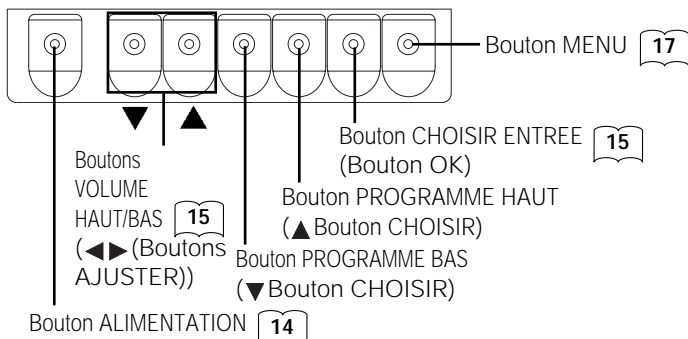 Bouton MENU 17
Bouton CHOISIR ENTREE 15
(Bouton OK)
Bouton PROGRAMME HAUT
(▲Bouton CHOISIR)
Bouton PROGRAMME BAS
(▼Bouton CHOISIR)
▼ ▲
Boutons
VOLUME
HAUT/BAS 15
(◀▶(Boutons
AJUSTER))
Bouton ALIMENTATION 14